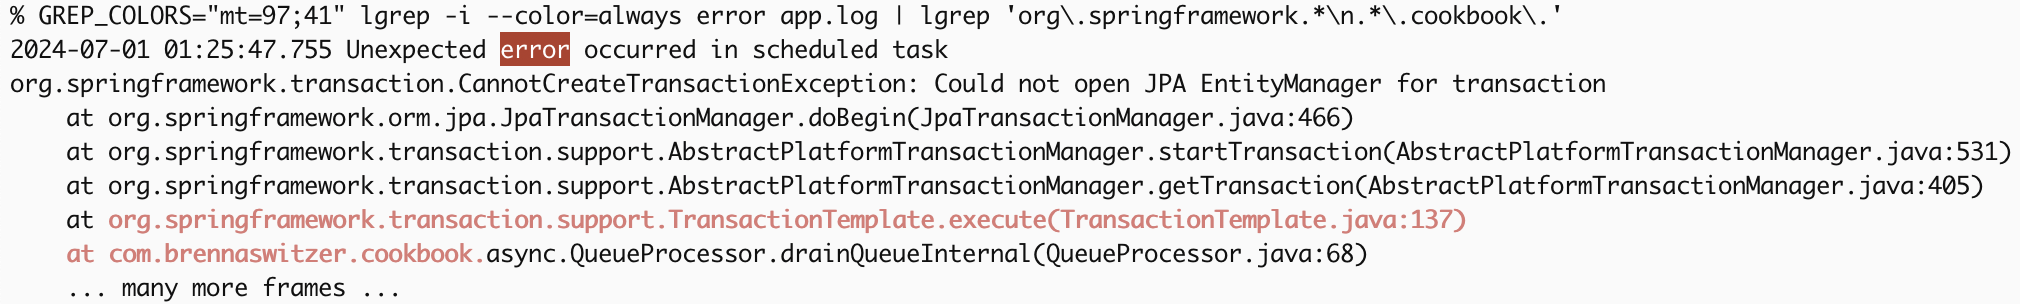 % GREP_COLORS="mt=97;41" lgrep -i --color=always error app.log | lgrep 'org\.springframework.*\n.*\.cookbook\.'
2024-07-01 01:25:47.755 Unexpected error occurred in scheduled task
org.springframework.transaction.CannotCreateTransactionException: Could not open JPA EntityManager for transaction
    at org.springframework.orm.jpa.JpaTransactionManager.doBegin(JpaTransactionManager.java:466)
    at org.springframework.transaction.support.AbstractPlatformTransactionManager.startTransaction(AbstractPlatformTransactionManager.java:531)
    at org.springframework.transaction.support.AbstractPlatformTransactionManager.getTransaction(AbstractPlatformTransactionManager.java:405)
    at org.springframework.transaction.support.TransactionTemplate.execute(TransactionTemplate.java:137)
    at com.brennaswitzer.cookbook.async.QueueProcessor.drainQueueInternal(QueueProcessor.java:68)
    ... many more frames ...